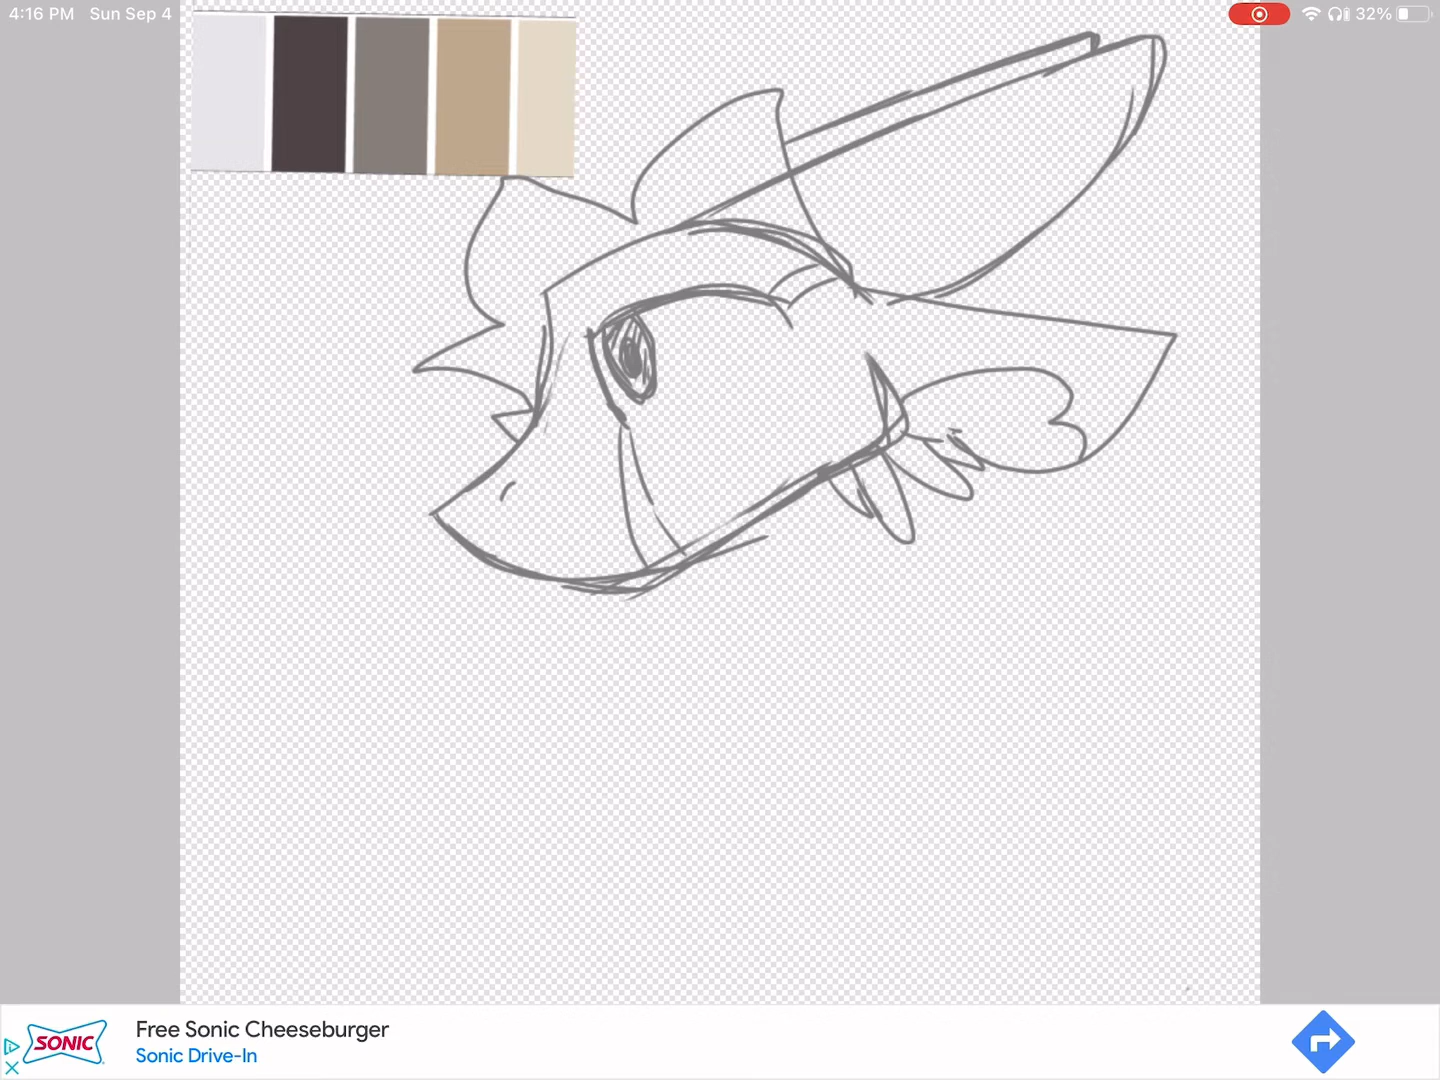 4:16 PM Sun Sep 4
32%
SONIC
Free Sonic Cheeseburger
Sonic Drive-In